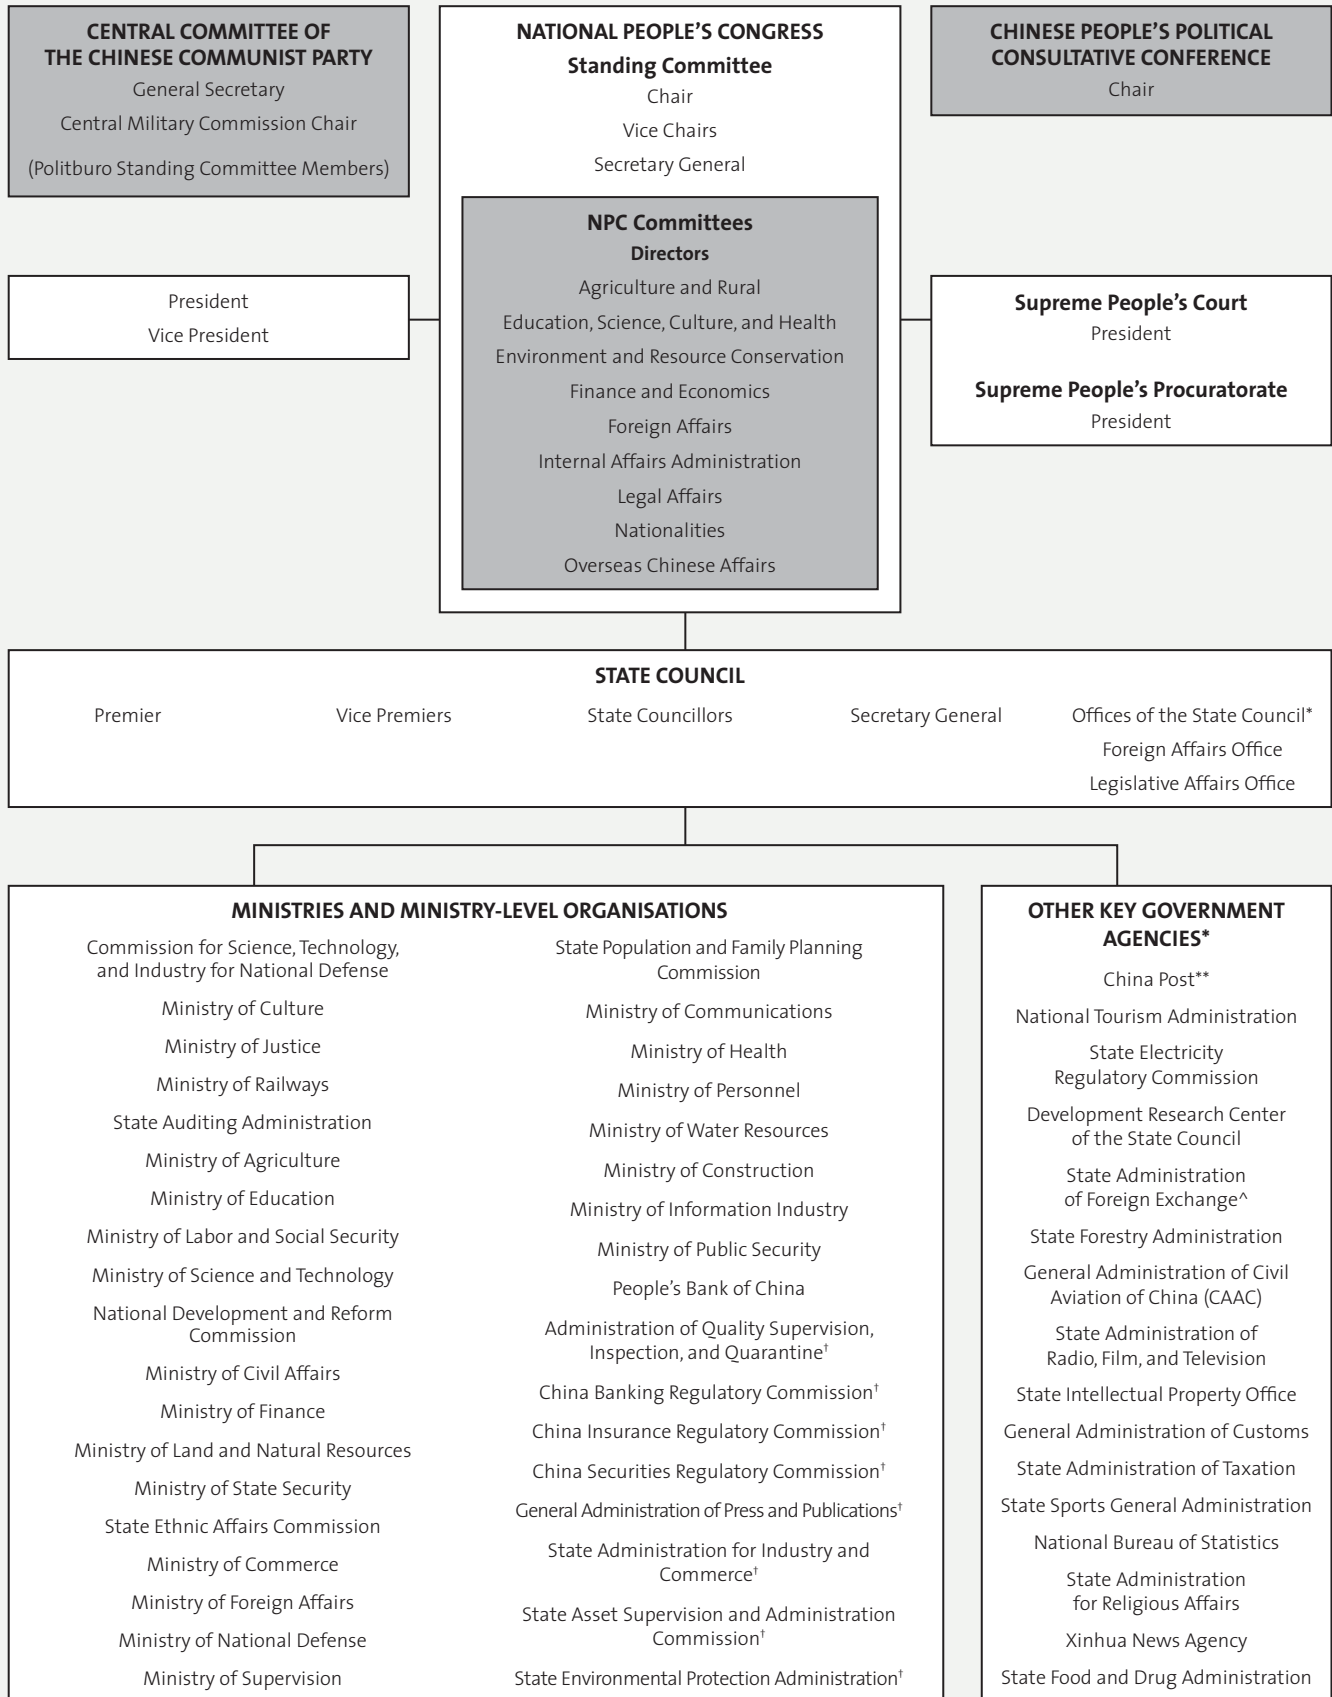 CENTRAL COMMITTEE OF
THE CHINESE COMMUNIST PARTY
General Secretary
Central Military Commission Chair
(Politburo Standing Committee Members)
NATIONAL PEOPLE’S CONGRESS
Standing Committee
Chair
Vice Chairs
Secretary General
CHINESE PEOPLE’S POLITICAL
CONSULTATIVE CONFERENCE
Chair
NPC Committees
Directors
Agriculture and Rural
Education, Science, Culture, and Health
Environment and Resource Conservation
Finance and Economics
Foreign Affairs
Internal Affairs Administration
Legal Affairs
Nationalities
Overseas Chinese Affairs
President
Vice President
Supreme People’s Court
President
Supreme People’s Procuratorate
President
STATE COUNCIL
Premier
Vice Premiers
State Councillors
Secretary General
Offices of the State Council*
Foreign Affairs Office
Legislative Affairs Office
MINISTRIES AND MINISTRY-LEVEL ORGANISATIONS
Commission for Science, Technology,
and Industry for National Defense
Ministry of Culture
Ministry of Justice
Ministry of Railways
State Auditing Administration
Ministry of Agriculture
Ministry of Education
Ministry of Labor and Social Security
Ministry of Science and Technology
National Development and Reform
Commission
Ministry of Civil Affairs
Ministry of Finance
Ministry of Land and Natural Resources
Ministry of State Security
State Ethnic Affairs Commission
Ministry of Commerce
Ministry of Foreign Affairs
Ministry of National Defense
Ministry of Supervision
State Population and Family Planning
Commission
Ministry of Communications
Ministry of Health
Ministry of Personnel
Ministry of Water Resources
Ministry of Construction
Ministry of Information Industry
Ministry of Public Security
People’s Bank of China
Administration of Quality Supervision,
Inspection, and Quarantine†
China Banking Regulatory Commission†
China Insurance Regulatory Commission†
China Securities Regulatory Commission†
General Administration of Press and Publications†
State Administration for Industry and
Commerce†
State Asset Supervision and Administration
Commission†
State Environmental Protection Administration†
OTHER KEY GOVERNMENT
AGENCIES*
China Post**
National Tourism Administration
State Electricity
Regulatory Commission
Development Research Center
of the State Council
State Administration
of Foreign Exchange^
State Forestry Administration
General Administration of Civil
Aviation of China (CAAC)
State Administration of
Radio, Film, and Television
State Intellectual Property Office
General Administration of Customs
State Administration of Taxation
State Sports General Administration
National Bureau of Statistics
State Administration
for Religious Affairs
Xinhua News Agency
State Food and Drug Administration